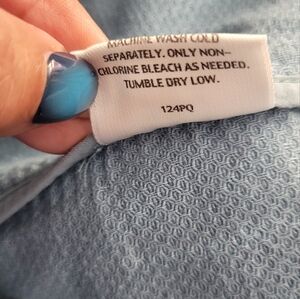 MACHINE WASH COLD
SEPARATELY. ONLY NON-
CHLORINE BLEACH AS NEEDED.
TUMBLE DRY LOW.
124PQ